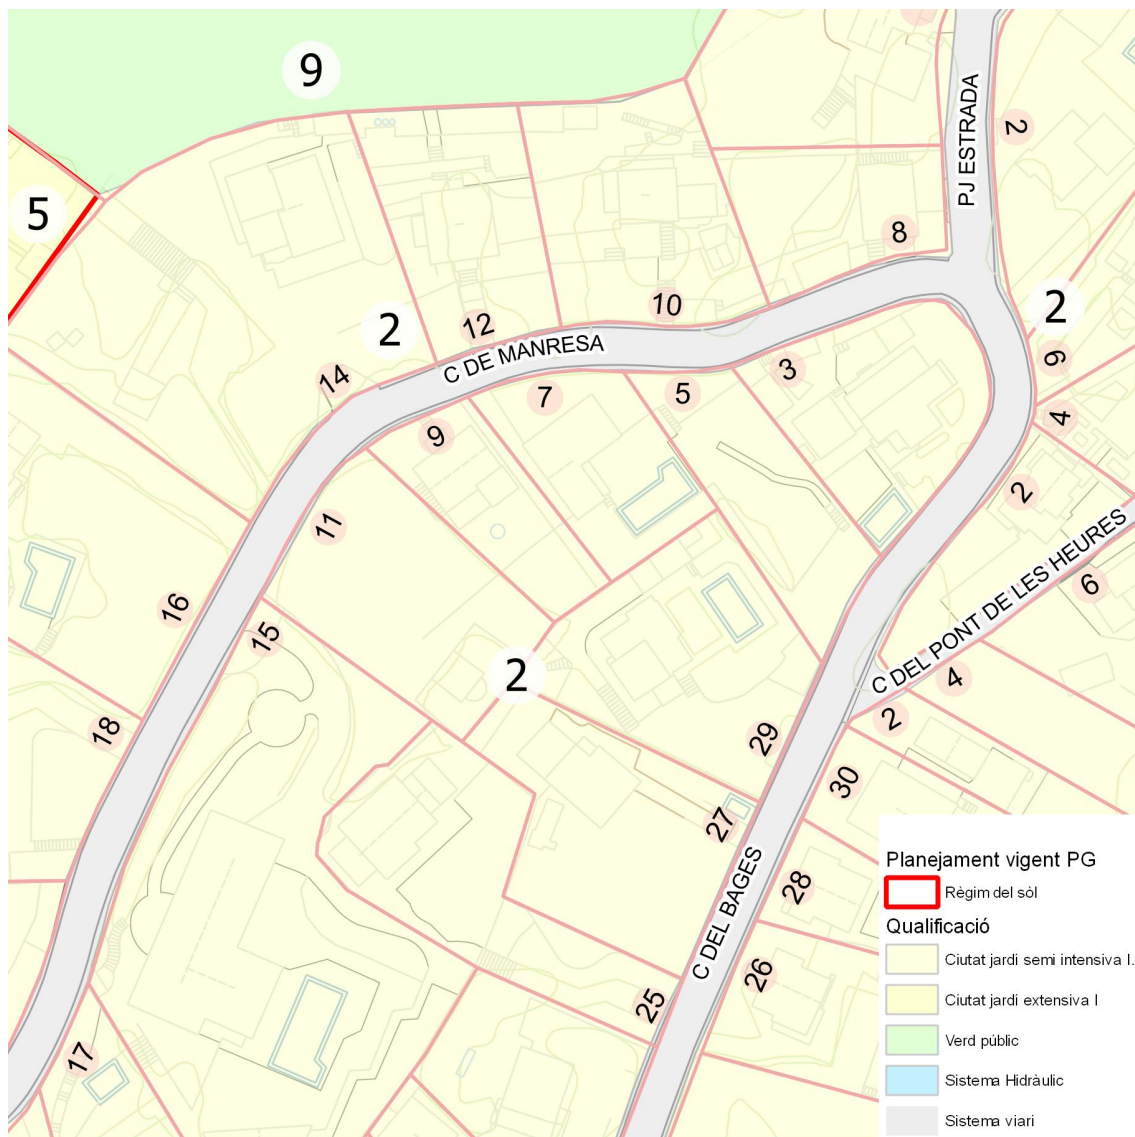 9
PJ ESTRADA
2
5
8
10
2
12
2
C DE MANRESA
6
14
3
7
5
4
9
2
11
C DEL PONT DE LES HEURES
6
16
15
2
4
2
18
29
30
27
28
C DEL BAGES
26
25
17
Planejament vigent PG
Règim del sòl
Qualificació
Ciutat jardi semi intensiva I.
Ciutat jardi extensiva I
Verd públic
Sistema Hidràulic
Sistema viari